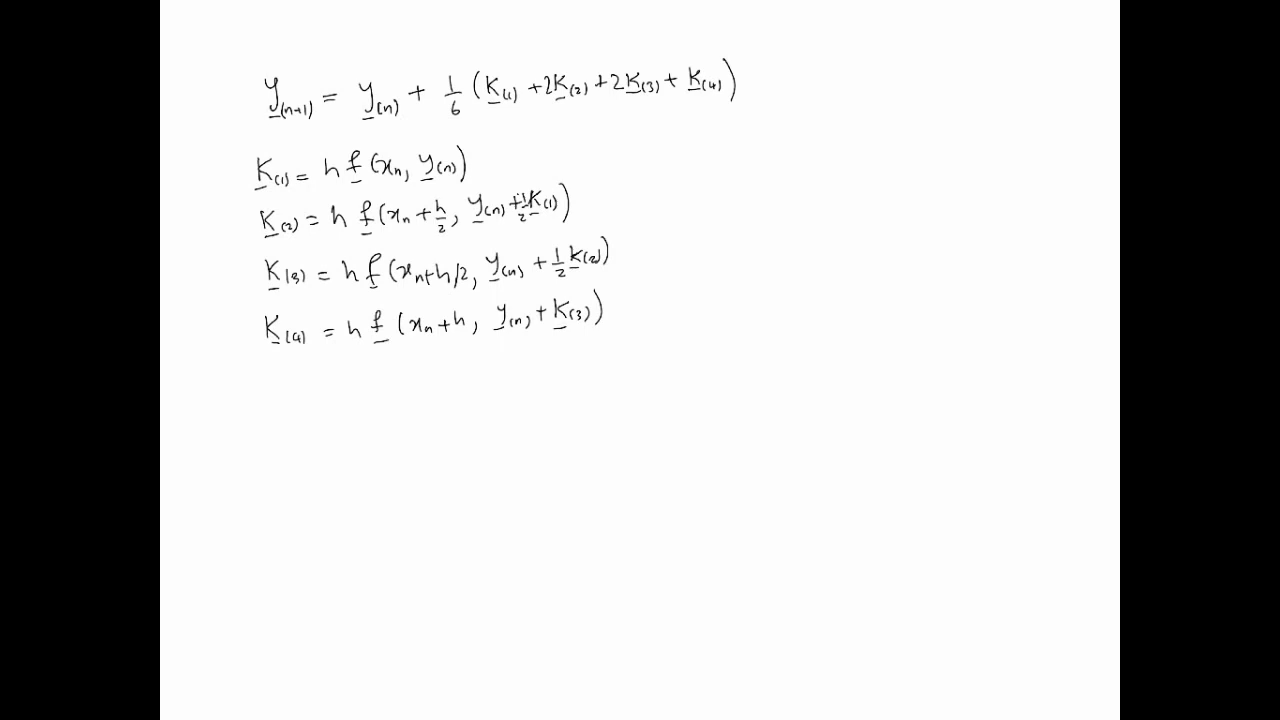 y̲(n+1) = y̲(n) + 1/6 (K̲(1) + 2K̲(2) + 2K̲(3) + K̲(4))
K̲(1) = h f̲ (xn, y̲(n))
K̲(2) = h f̲ (xn + h/2, y̲(n) + 1/2 K̲(1))
K̲(3) = h f̲ (xn + h/2, y̲(n) + 1/2 K̲(2))
K̲(4) = h f̲ (xn + h, y̲(n) + K̲(3))